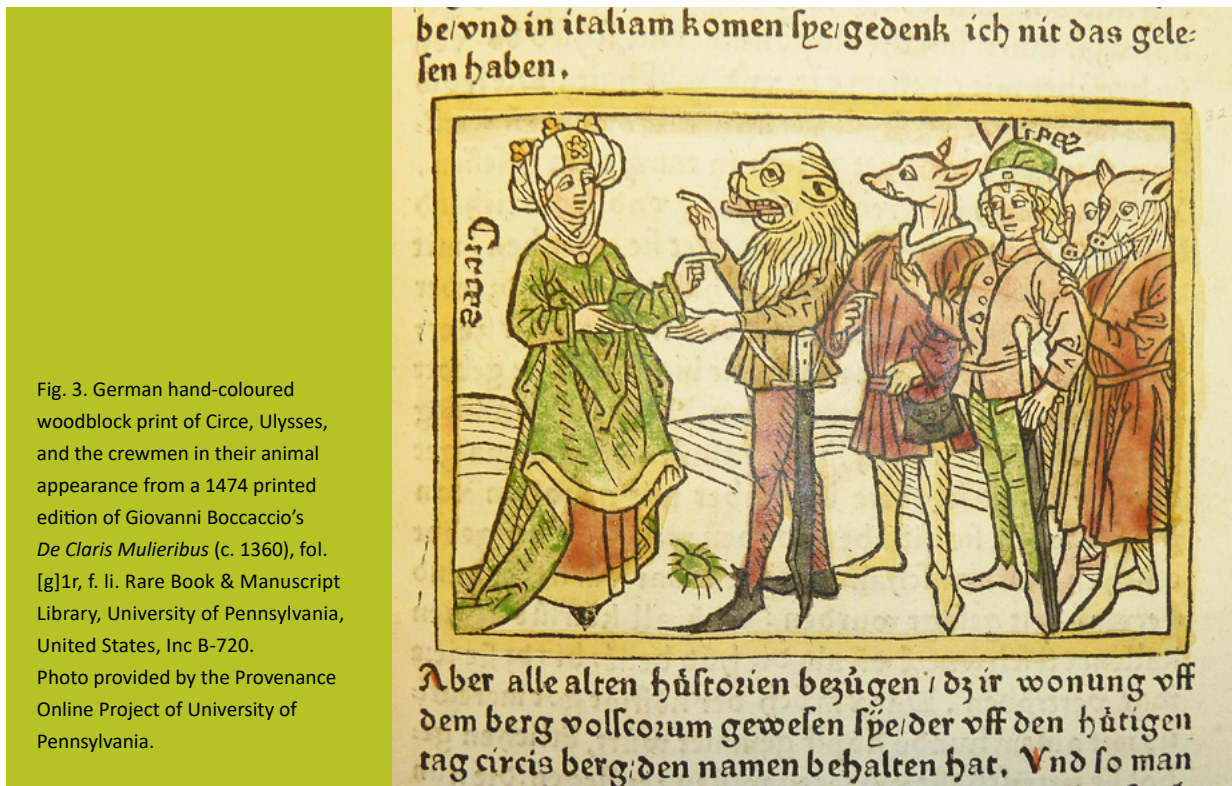 Fig. 3. German hand-coloured
woodblock print of Circe, Ulysses,
and the crewmen in their animal
appearance from a 1474 printed
edition of Giovanni Boccaccio’s
De Claris Mulieribus (c. 1360), fol.
[g]1r, f. li. Rare Book & Manuscript
Library, University of Pennsylvania,
United States, Inc B-720.
Photo provided by the Provenance
Online Project of University of
Pennsylvania.
be/vnd in italiam komen ſye/gedenk ich nit das gele:
ſen haben.
Aber alle alten hüſtorien bezügen / dz ir wonung vff
dem berg volſcorum geweſen ſÿe/der vff den hütigen
tag circis berg/den namen behalten hat. Vnd ſo man